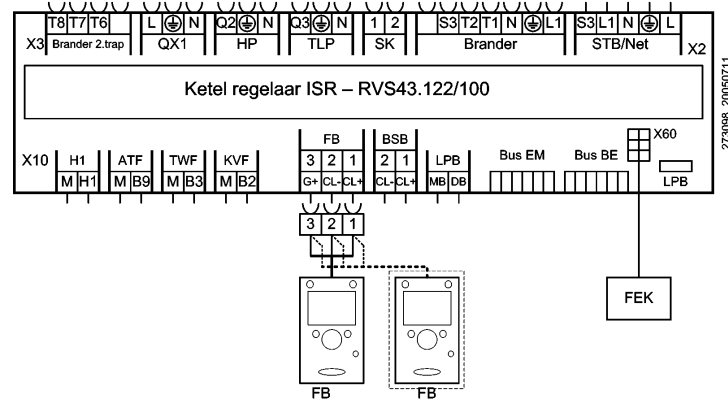 T8 T7 T6 L N Q2 N Q3 N 1 2 S3 T2 T1 N L1 S3 L1 N L
X3 Brander 2.trap QX1 HP TLP SK Brander STB/Net X2
Ketel regelaar ISR – RVS43.122/100
273098_20050711
FB BSB X60
X10 H1 ATF TWF KVF 3 2 1 2 1 LPB Bus EM Bus BE
M H1 M B9 M B3 M B2 G+ CL- CL+ CL- CL+ MB DB LPB
3 2 1
FEK
FB FB